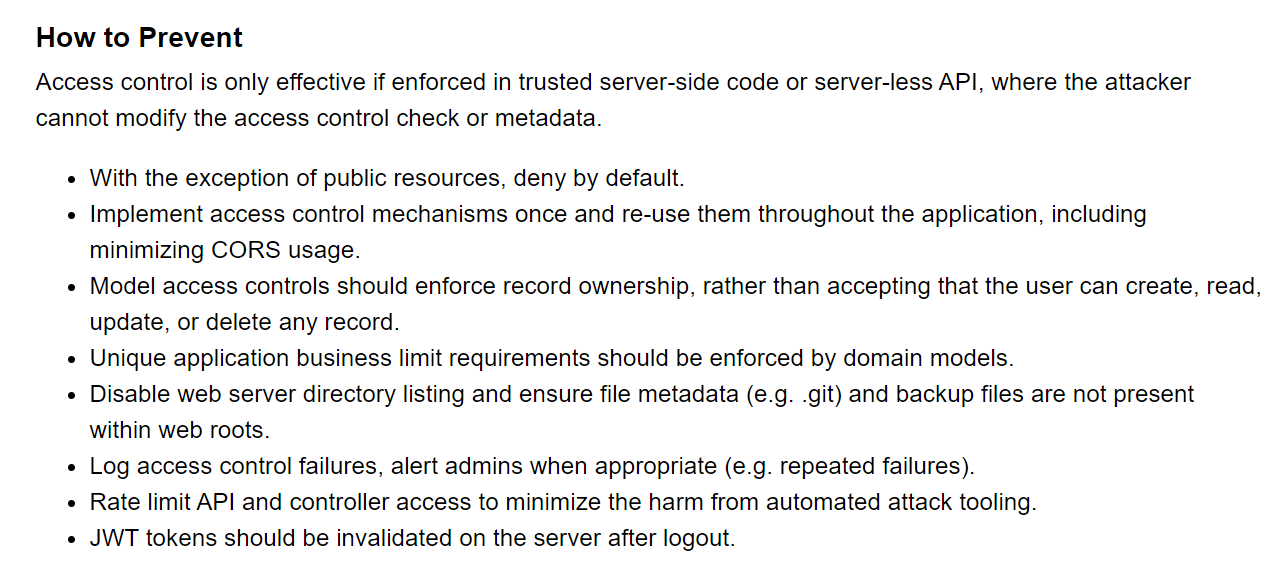 How to Prevent
Access control is only effective if enforced in trusted server-side code or server-less API, where the attacker
cannot modify the access control check or metadata.
• With the exception of public resources, deny by default.
• Implement access control mechanisms once and re-use them throughout the application, including
minimizing CORS usage.
• Model access controls should enforce record ownership, rather than accepting that the user can create, read,
update, or delete any record.
• Unique application business limit requirements should be enforced by domain models.
• Disable web server directory listing and ensure file metadata (e.g. .git) and backup files are not present
within web roots.
• Log access control failures, alert admins when appropriate (e.g. repeated failures).
• Rate limit API and controller access to minimize the harm from automated attack tooling.
• JWT tokens should be invalidated on the server after logout.